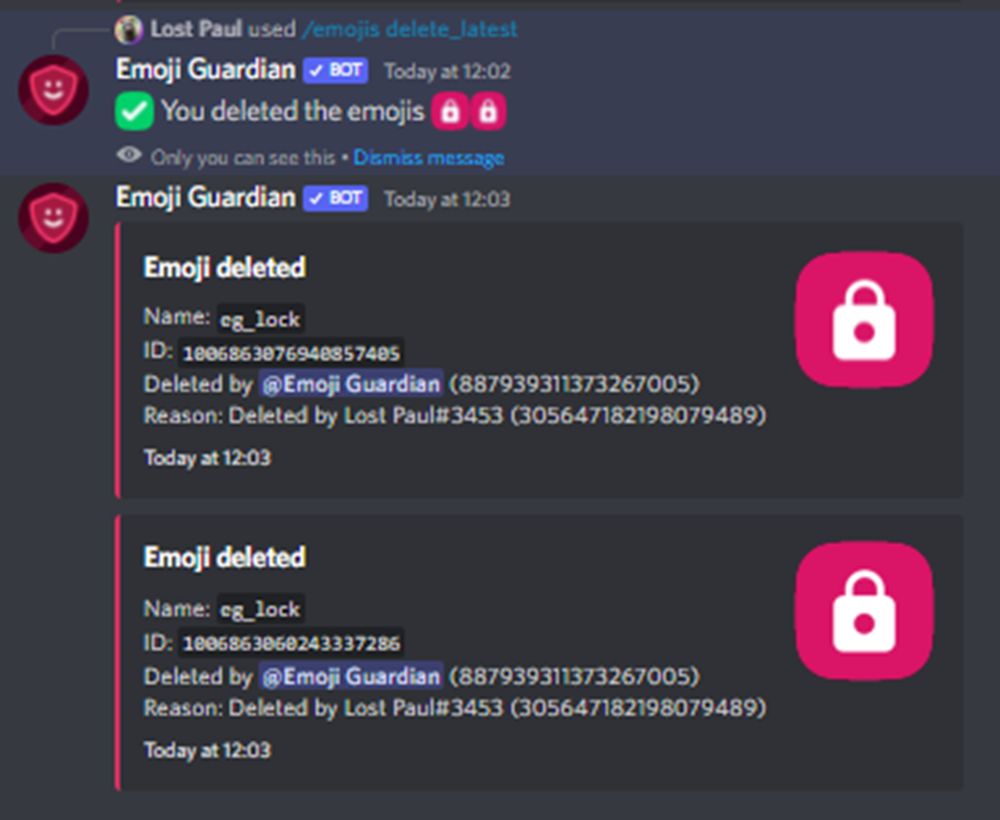 Lost Paul used /emojis delete_latest
Emoji Guardian BOT Today at 12:02
You deleted the emojis
Only you can see this • Dismiss message
Emoji Guardian BOT Today at 12:03
Emoji deleted
Name: eg_lock
ID: 1006863076940857405
Deleted by @Emoji Guardian (887939311373267005)
Reason: Deleted by Lost Paul#3453 (305647182198079489)
Today at 12:03
Emoji deleted
Name: eg_lock
ID: 1006863060243337286
Deleted by @Emoji Guardian (887939311373267005)
Reason: Deleted by Lost Paul#3453 (305647182198079489)
Today at 12:03